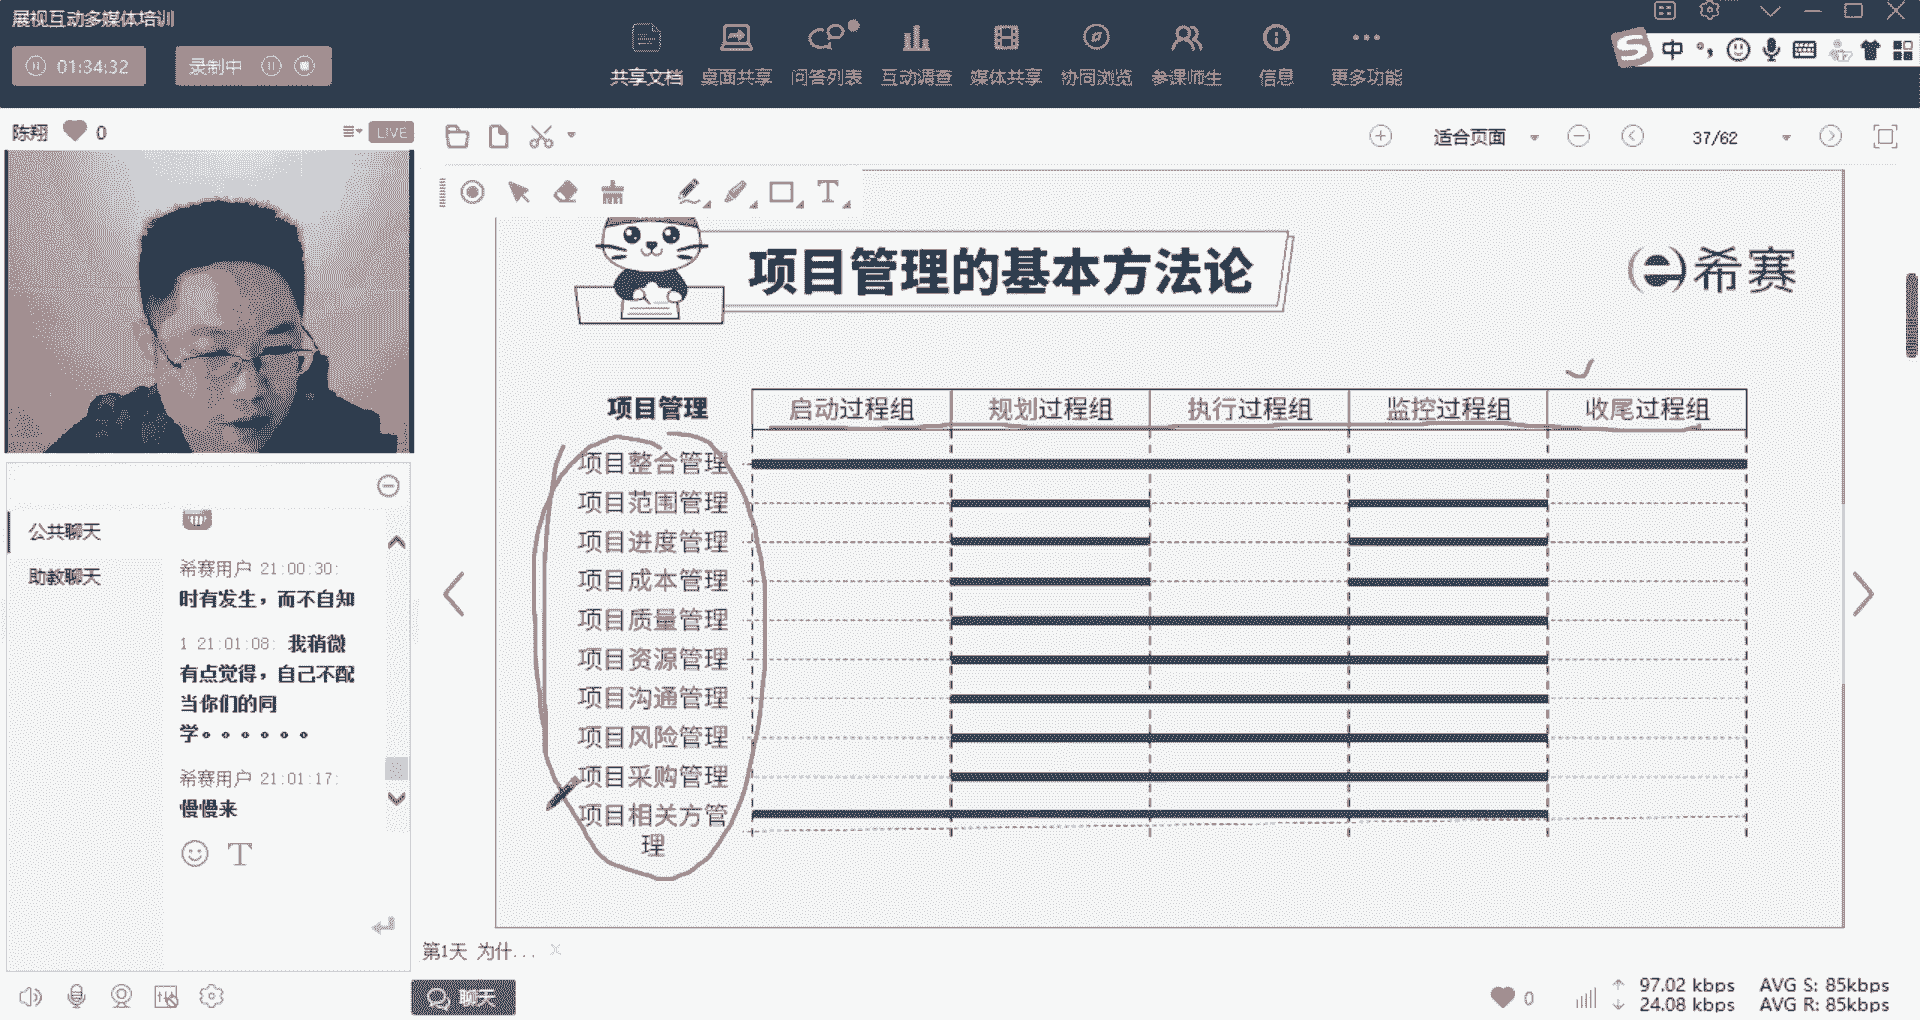 展视互动多媒体培训
01:34:32
录制中
共享文档
桌面共享
问答列表
互动调查
媒体共享
协同浏览
参课师生
信息
更多功能
中
陈翔
0
LIVE
适合页面
37/62
项目管理的基本方法论
希赛
项目管理 启动过程组 规划过程组 执行过程组 监控过程组 收尾过程组
项目整合管理
项目范围管理
项目进度管理
项目成本管理
项目质量管理
项目资源管理
项目沟通管理
项目风险管理
项目采购管理
项目相关方管
理
公共聊天
助教聊天
希赛用户 21:00:30:
时有发生，而不自知
1 21:01:08: 我稍微
有点觉得，自己不配
当你们的同
学。。。。。。
希赛用户 21:01:17:
慢慢来
T
第1天 为什...
聊天
0
97.02 kbps AVG S: 85kbps
24.08 kbps AVG R: 85kbps